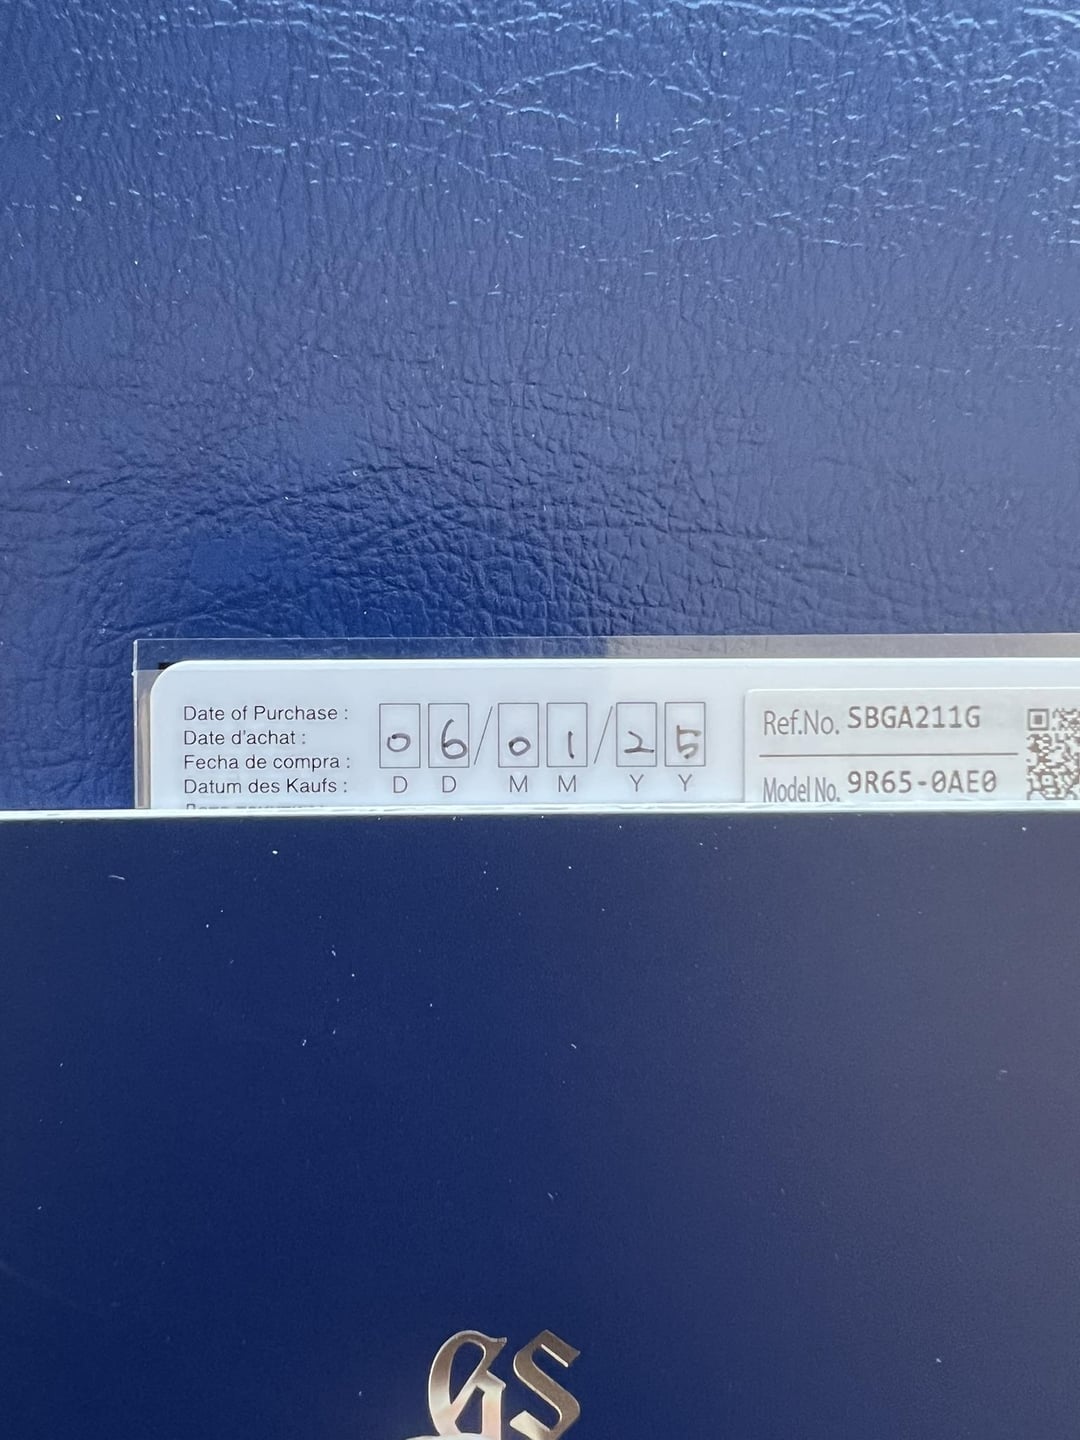 Date of Purchase :
Date d'achat :
Fecha de compra :
Datum des Kaufs :
06/01/25
D D M M Y Y
Ref.No. SBGA211G
Model No. 9R65-0AE0
GS